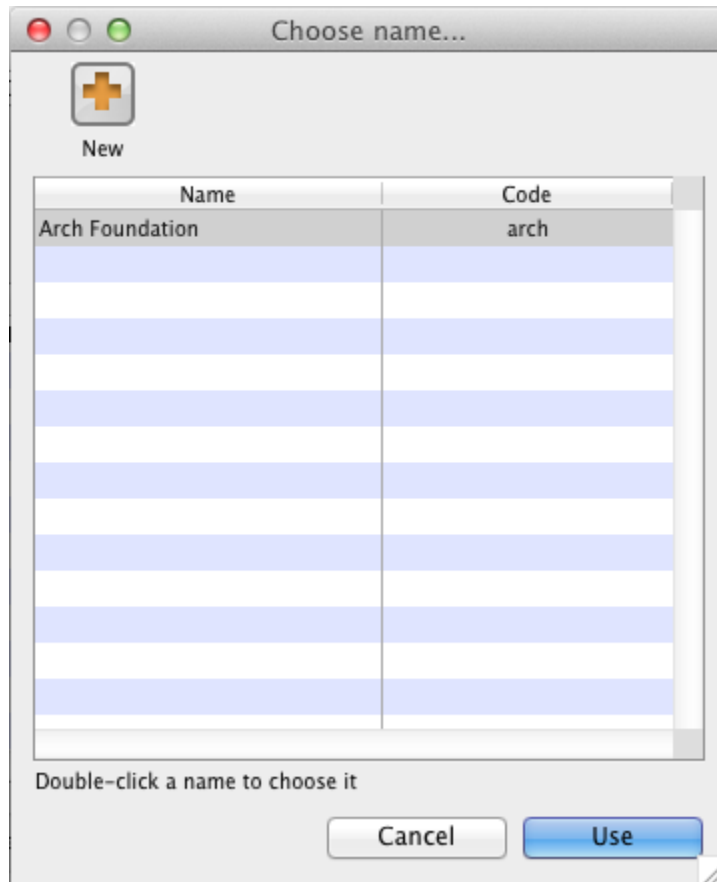 Choose name...
New
Name Code
Arch Foundation arch
Double-click a name to choose it
Cancel Use